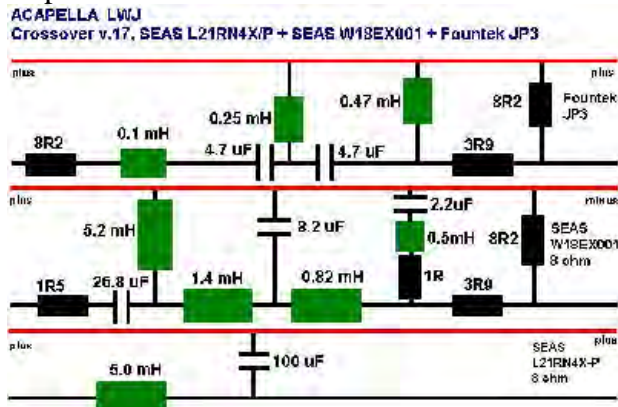 ACAPELLA LWJ
Crossover v.17, SEAS L21RN4X/P + SEAS W18EX001 + Fountek JP3
plus
plus
0.25 mH
0.47 mH
8R2
Fountek
JP3
8R2
0.1 mH
4.7 uF
4.7 uF
3R9
plus
minus
5.2 mH
8.2 uF
2.2uF
0.5mH
8R2
SEAS
W18EX001
8 ohm
1R5
26.8 uF
1.4 mH
0.82 mH
1R
3R9
plus
plus
5.0 mH
100 uF
SEAS
L21RN4X-P
8 ohm